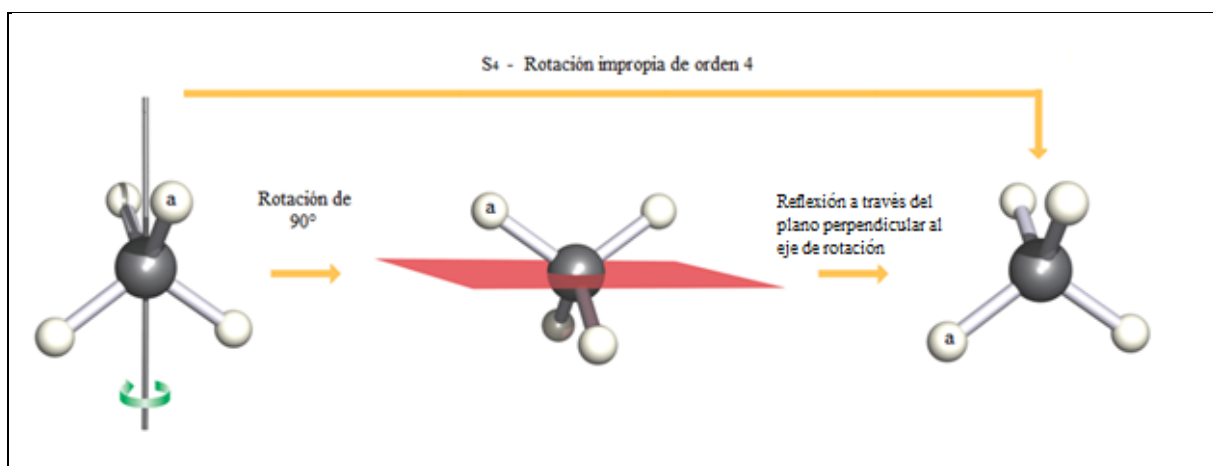 S₄ - Rotación impropia de orden 4
a
Rotación de
90°
a
Reflexión a través del
plano perpendicular al
eje de rotación
a